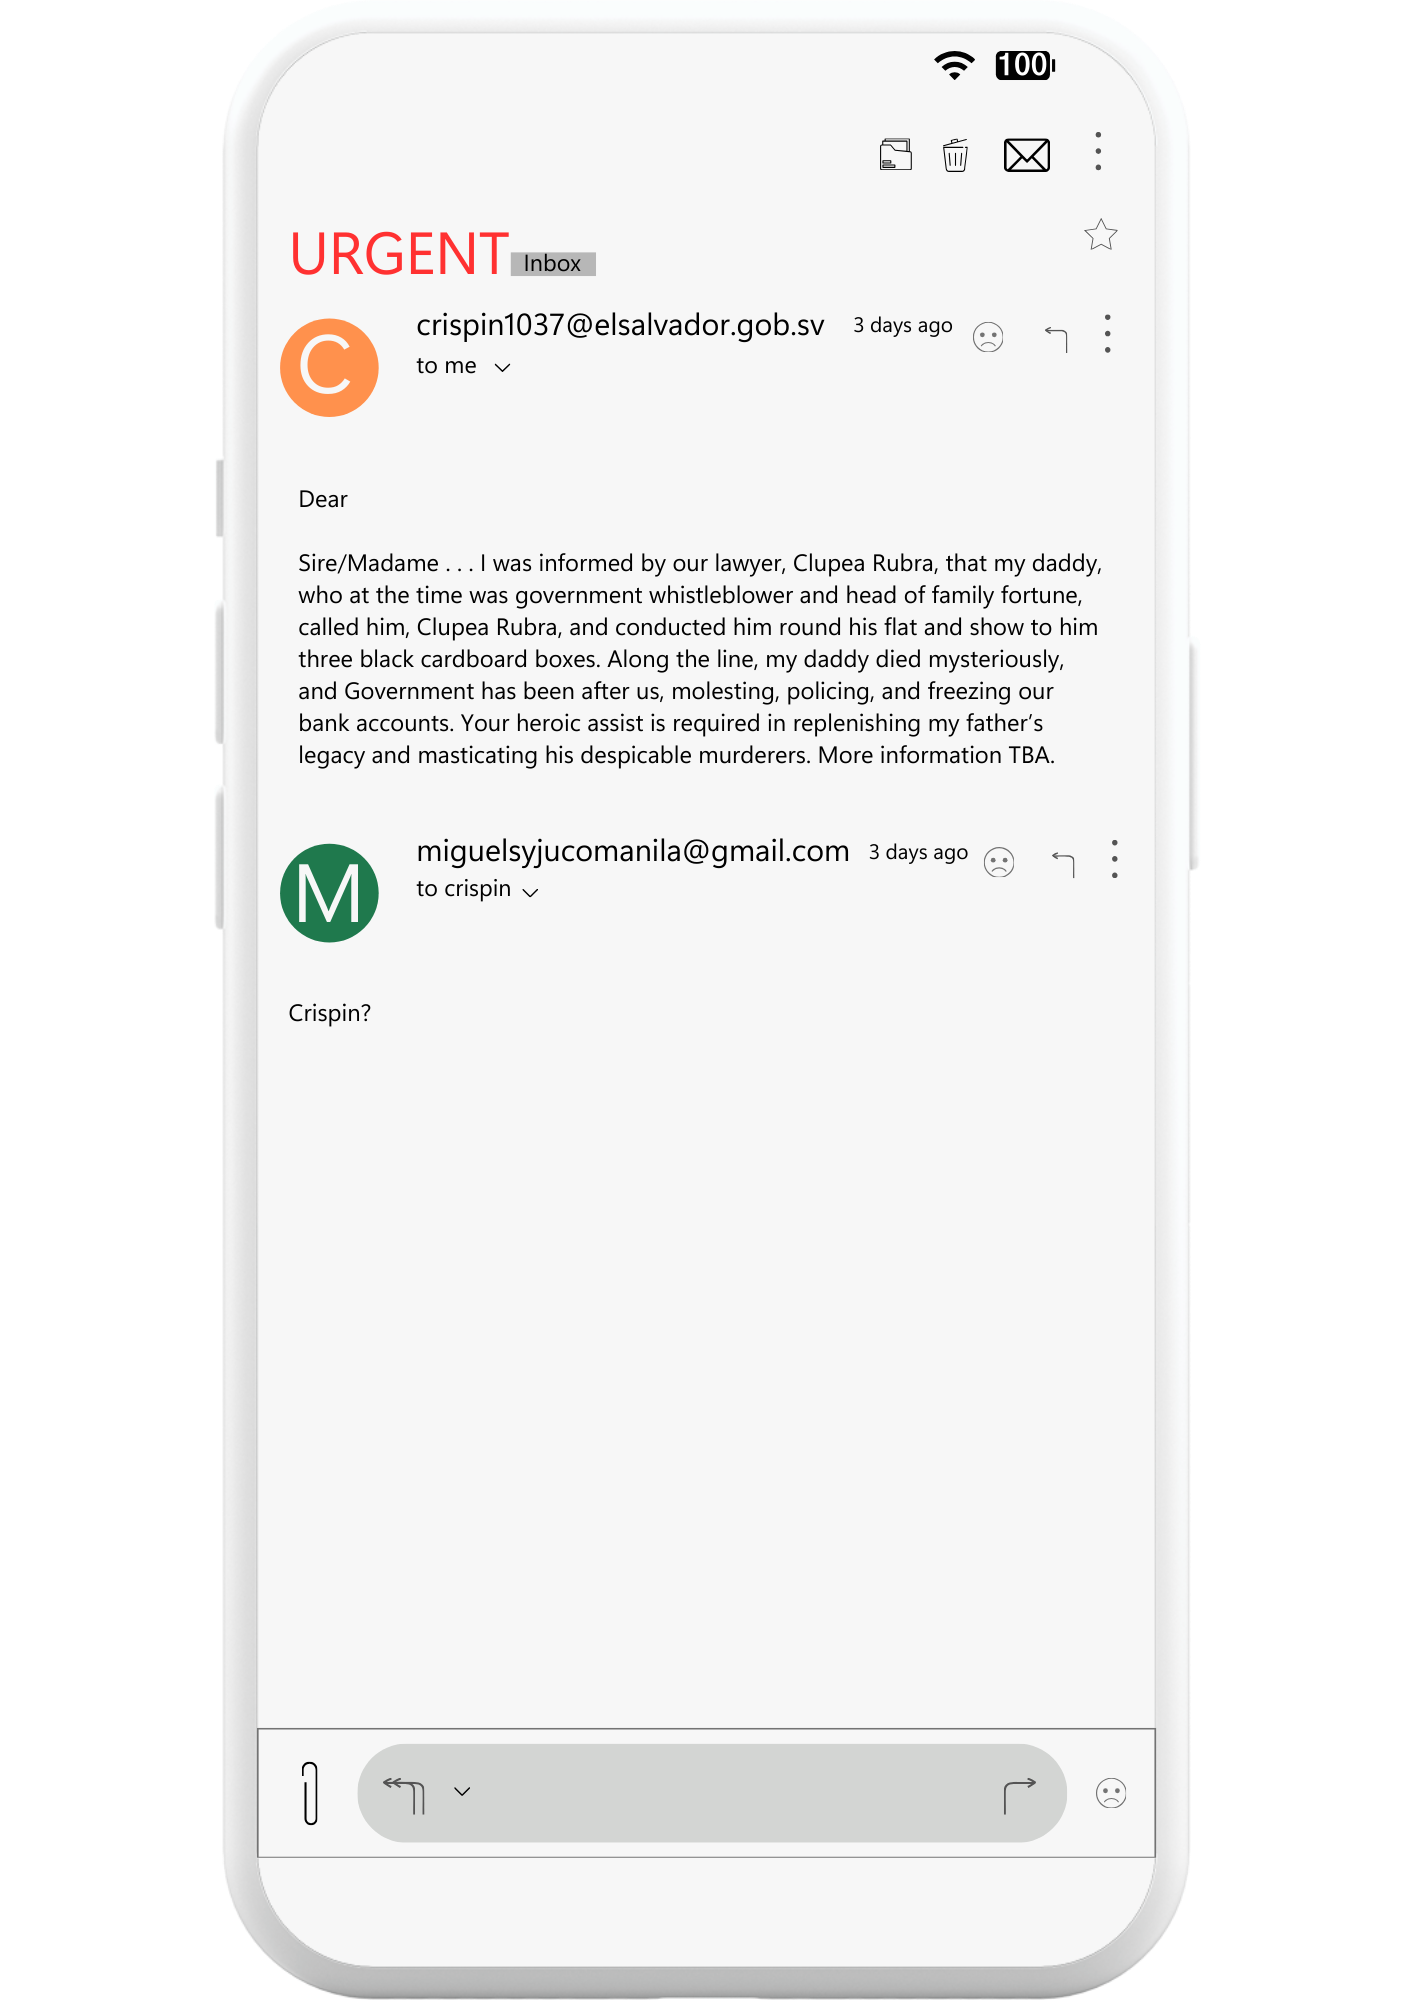 100
URGENT Inbox
C
crispin1037@elsalvador.gob.sv 3 days ago
to me
Dear
Sire/Madame . . . I was informed by our lawyer, Clupea Rubra, that my daddy,
who at the time was government whistleblower and head of family fortune,
called him, Clupea Rubra, and conducted him round his flat and show to him
three black cardboard boxes. Along the line, my daddy died mysteriously,
and Government has been after us, molesting, policing, and freezing our
bank accounts. Your heroic assist is required in replenishing my father’s
legacy and masticating his despicable murderers. More information TBA.
M
miguelsyjucomanila@gmail.com 3 days ago
to crispin
Crispin?